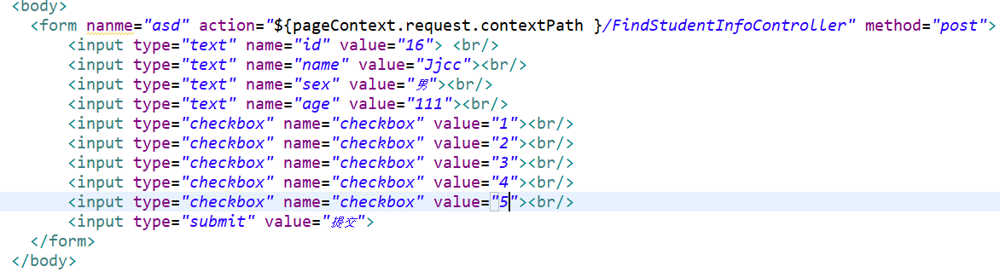 <body>
<form nanme="asd" action="${pageContext.request.contextPath }/FindStudentInfoController" method="post">
<input type="text" name="id" value="16"> <br/>
<input type="text" name="name" value="Jjcc"><br/>
<input type="text" name="sex" value="男"><br/>
<input type="text" name="age" value="111"><br/>
<input type="checkbox" name="checkbox" value="1"><br/>
<input type="checkbox" name="checkbox" value="2"><br/>
<input type="checkbox" name="checkbox" value="3"><br/>
<input type="checkbox" name="checkbox" value="4"><br/>
<input type="checkbox" name="checkbox" value="5"><br/>
<input type="submit" value="提交">
</form>
</body>